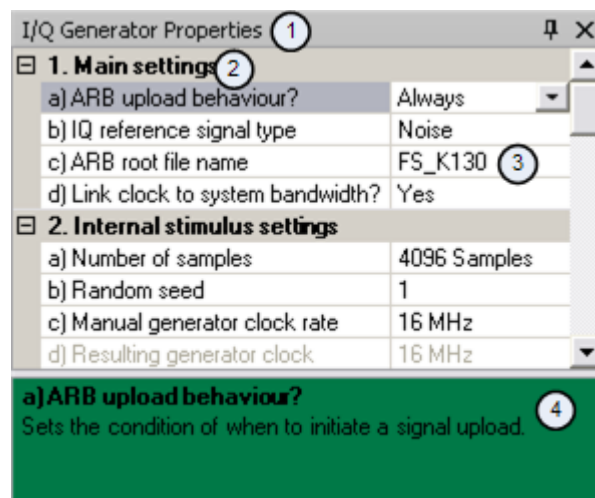 I/Q Generator Properties 1
1. Main settings 2
a) ARB upload behaviour? Always
b) IQ reference signal type Noise
c) ARB root file name FS_K130 3
d) Link clock to system bandwidth? Yes
2. Internal stimulus settings
a) Number of samples 4096 Samples
b) Random seed 1
c) Manual generator clock rate 16 MHz
d) Resulting generator clock 16 MHz
a) ARB upload behaviour?
Sets the condition of when to initiate a signal upload. 4